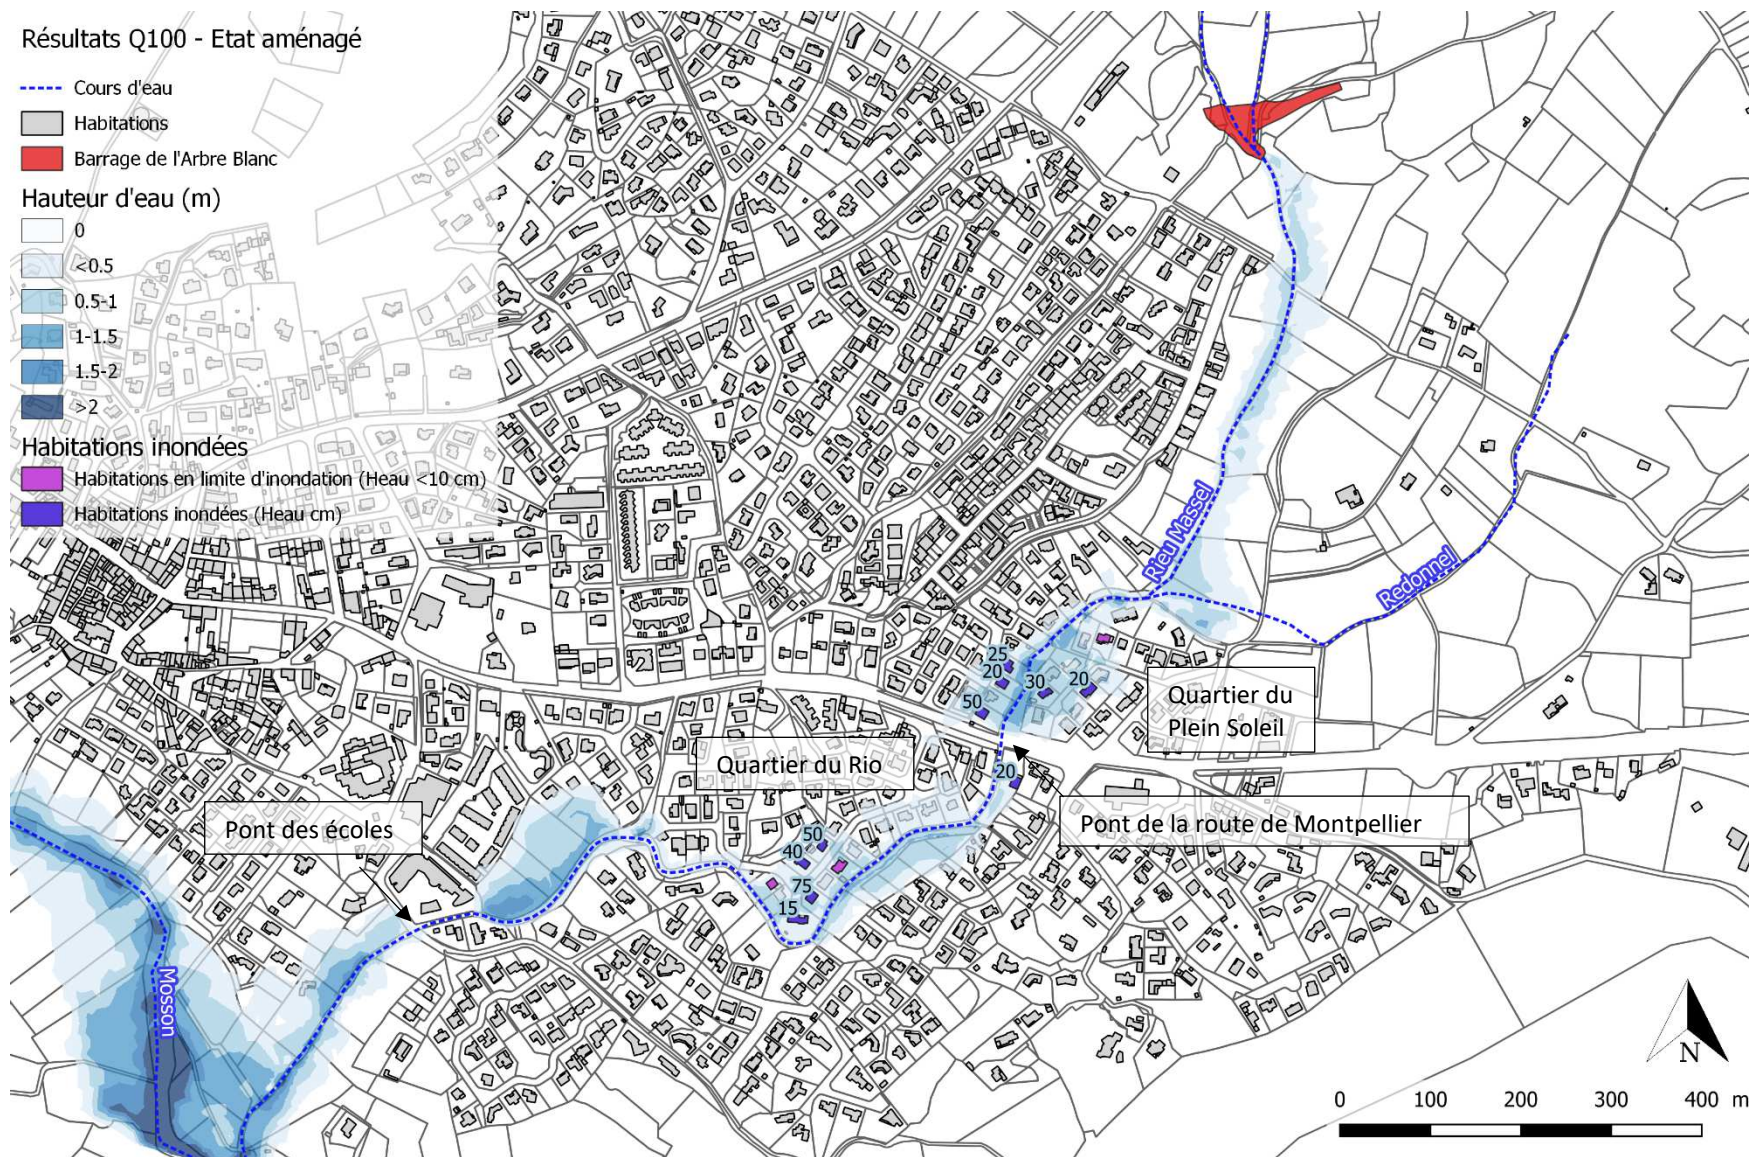 Résultats Q100 - Etat aménagé
Cours d'eau
Habitations
Barrage de l'Arbre Blanc
Hauteur d'eau (m)
0
<0.5
0.5-1
1-1.5
1.5-2
>2
Habitations inondées
Habitations en limite d'inondation (Heau <10 cm)
Habitations inondées (Heau cm)
Rieu Massel
Redonnel
25
20
30
20
50
Quartier du
Plein Soleil
Quartier du Rio
20
Pont des écoles
Pont de la route de Montpellier
50
40
75
15
Mosson
N
0 100 200 300 400 m